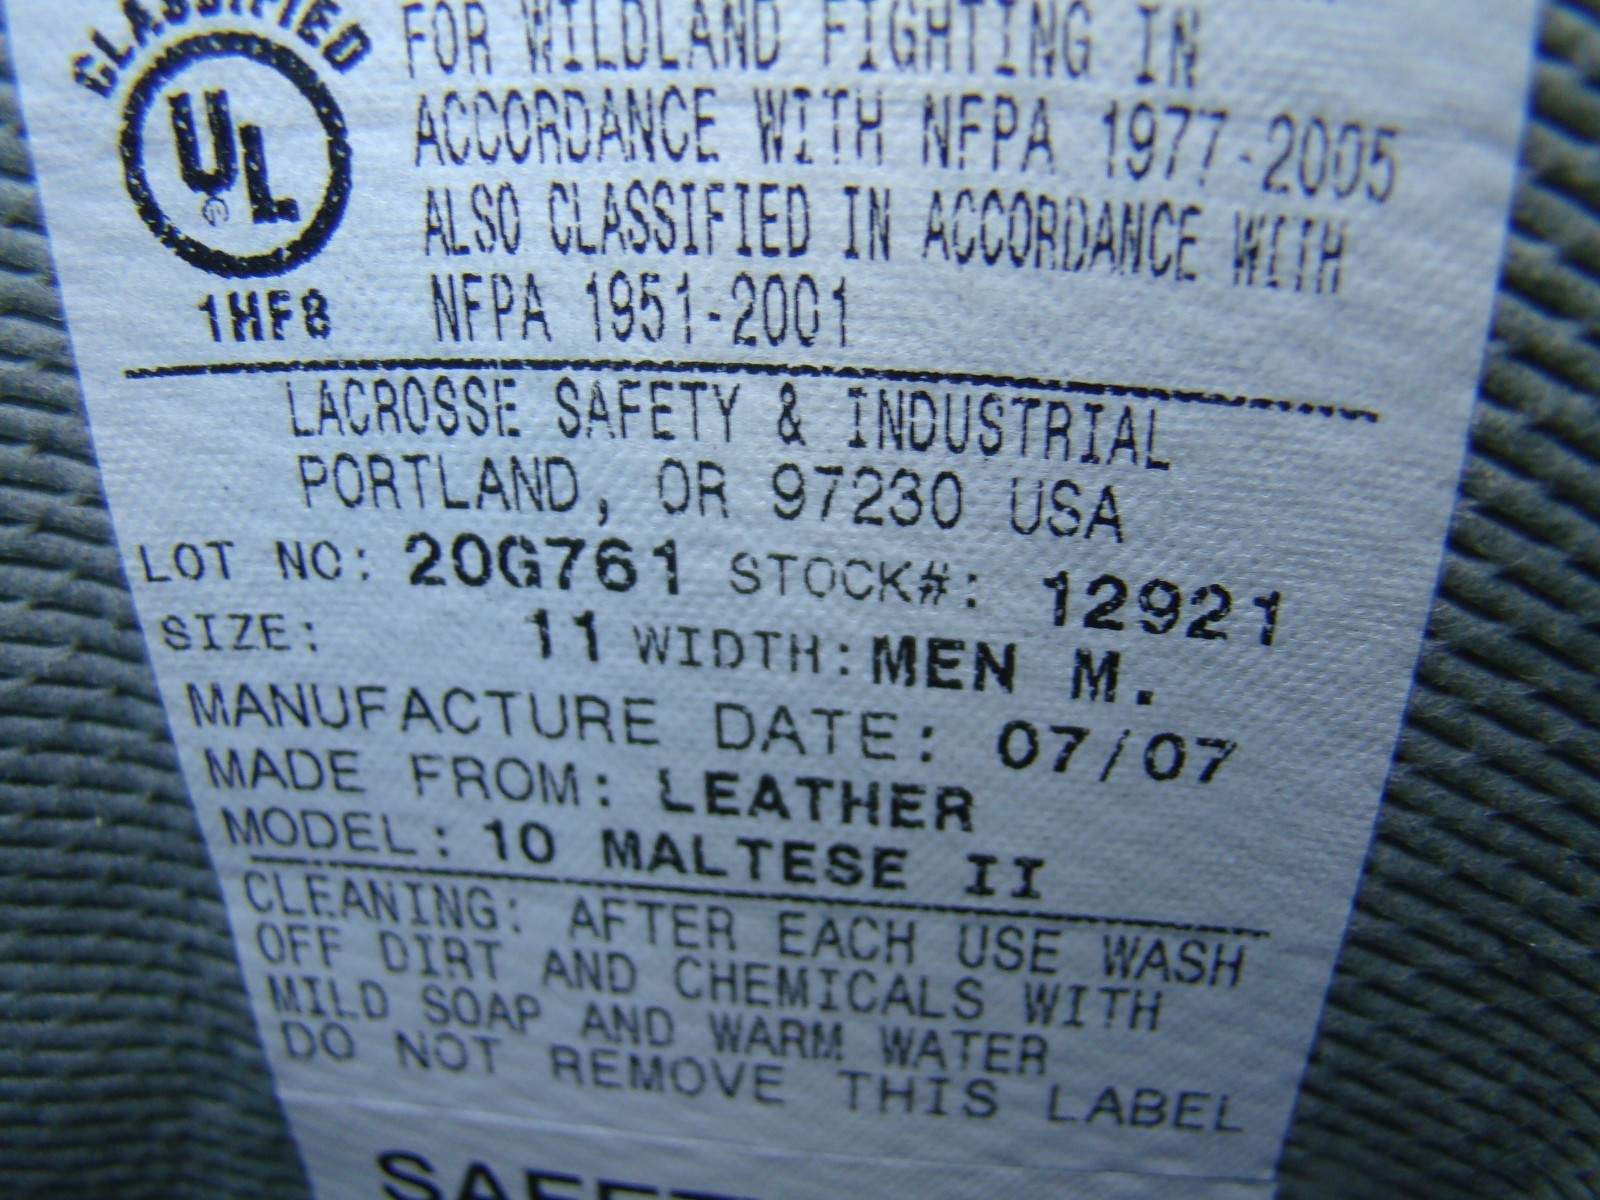 CLASSIFIED
UL
®
1HF8
FOR WILDLAND FIGHTING IN
ACCORDANCE WITH NFPA 1977-2005
ALSO CLASSIFIED IN ACCORDANCE WITH
NFPA 1951-2001
LACROSSE SAFETY & INDUSTRIAL
PORTLAND, OR 97230 USA
LOT NO: 20G761 STOCK#: 12921
SIZE: 11 WIDTH: MEN M.
MANUFACTURE DATE: 07/07
MADE FROM: LEATHER
MODEL: 10 MALTESE II
CLEANING: AFTER EACH USE WASH
OFF DIRT AND CHEMICALS WITH
MILD SOAP AND WARM WATER
DO NOT REMOVE THIS LABEL